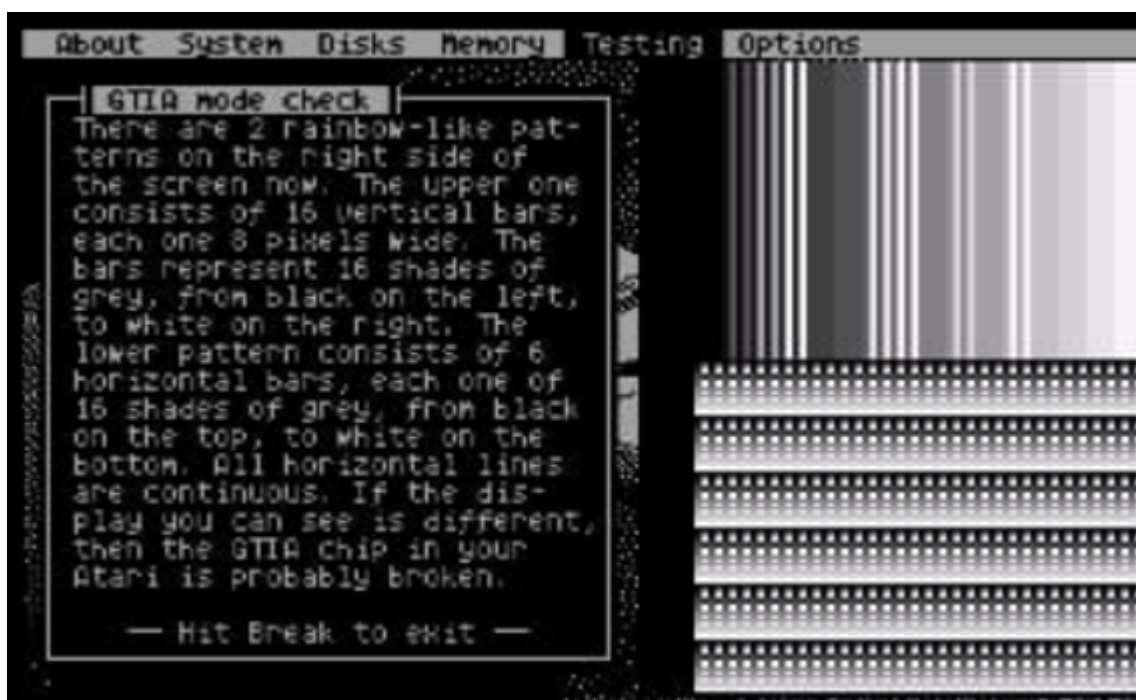 About System Disks Memory Testing Options
GTIA mode check
There are 2 rainbow-like pat-
terns on the right side of
the screen now. The upper one
consists of 16 vertical bars,
each one 8 pixels wide. The
bars represent 16 shades of
grey, from black on the left,
to white on the right. The
lower pattern consists of 6
horizontal bars, each one of
16 shades of grey, from black
on the top, to white on the
bottom. All horizontal lines
are continuous. If the dis-
play you can see is different,
then the GTIA chip in your
Atari is probably broken.
— Hit Break to exit —